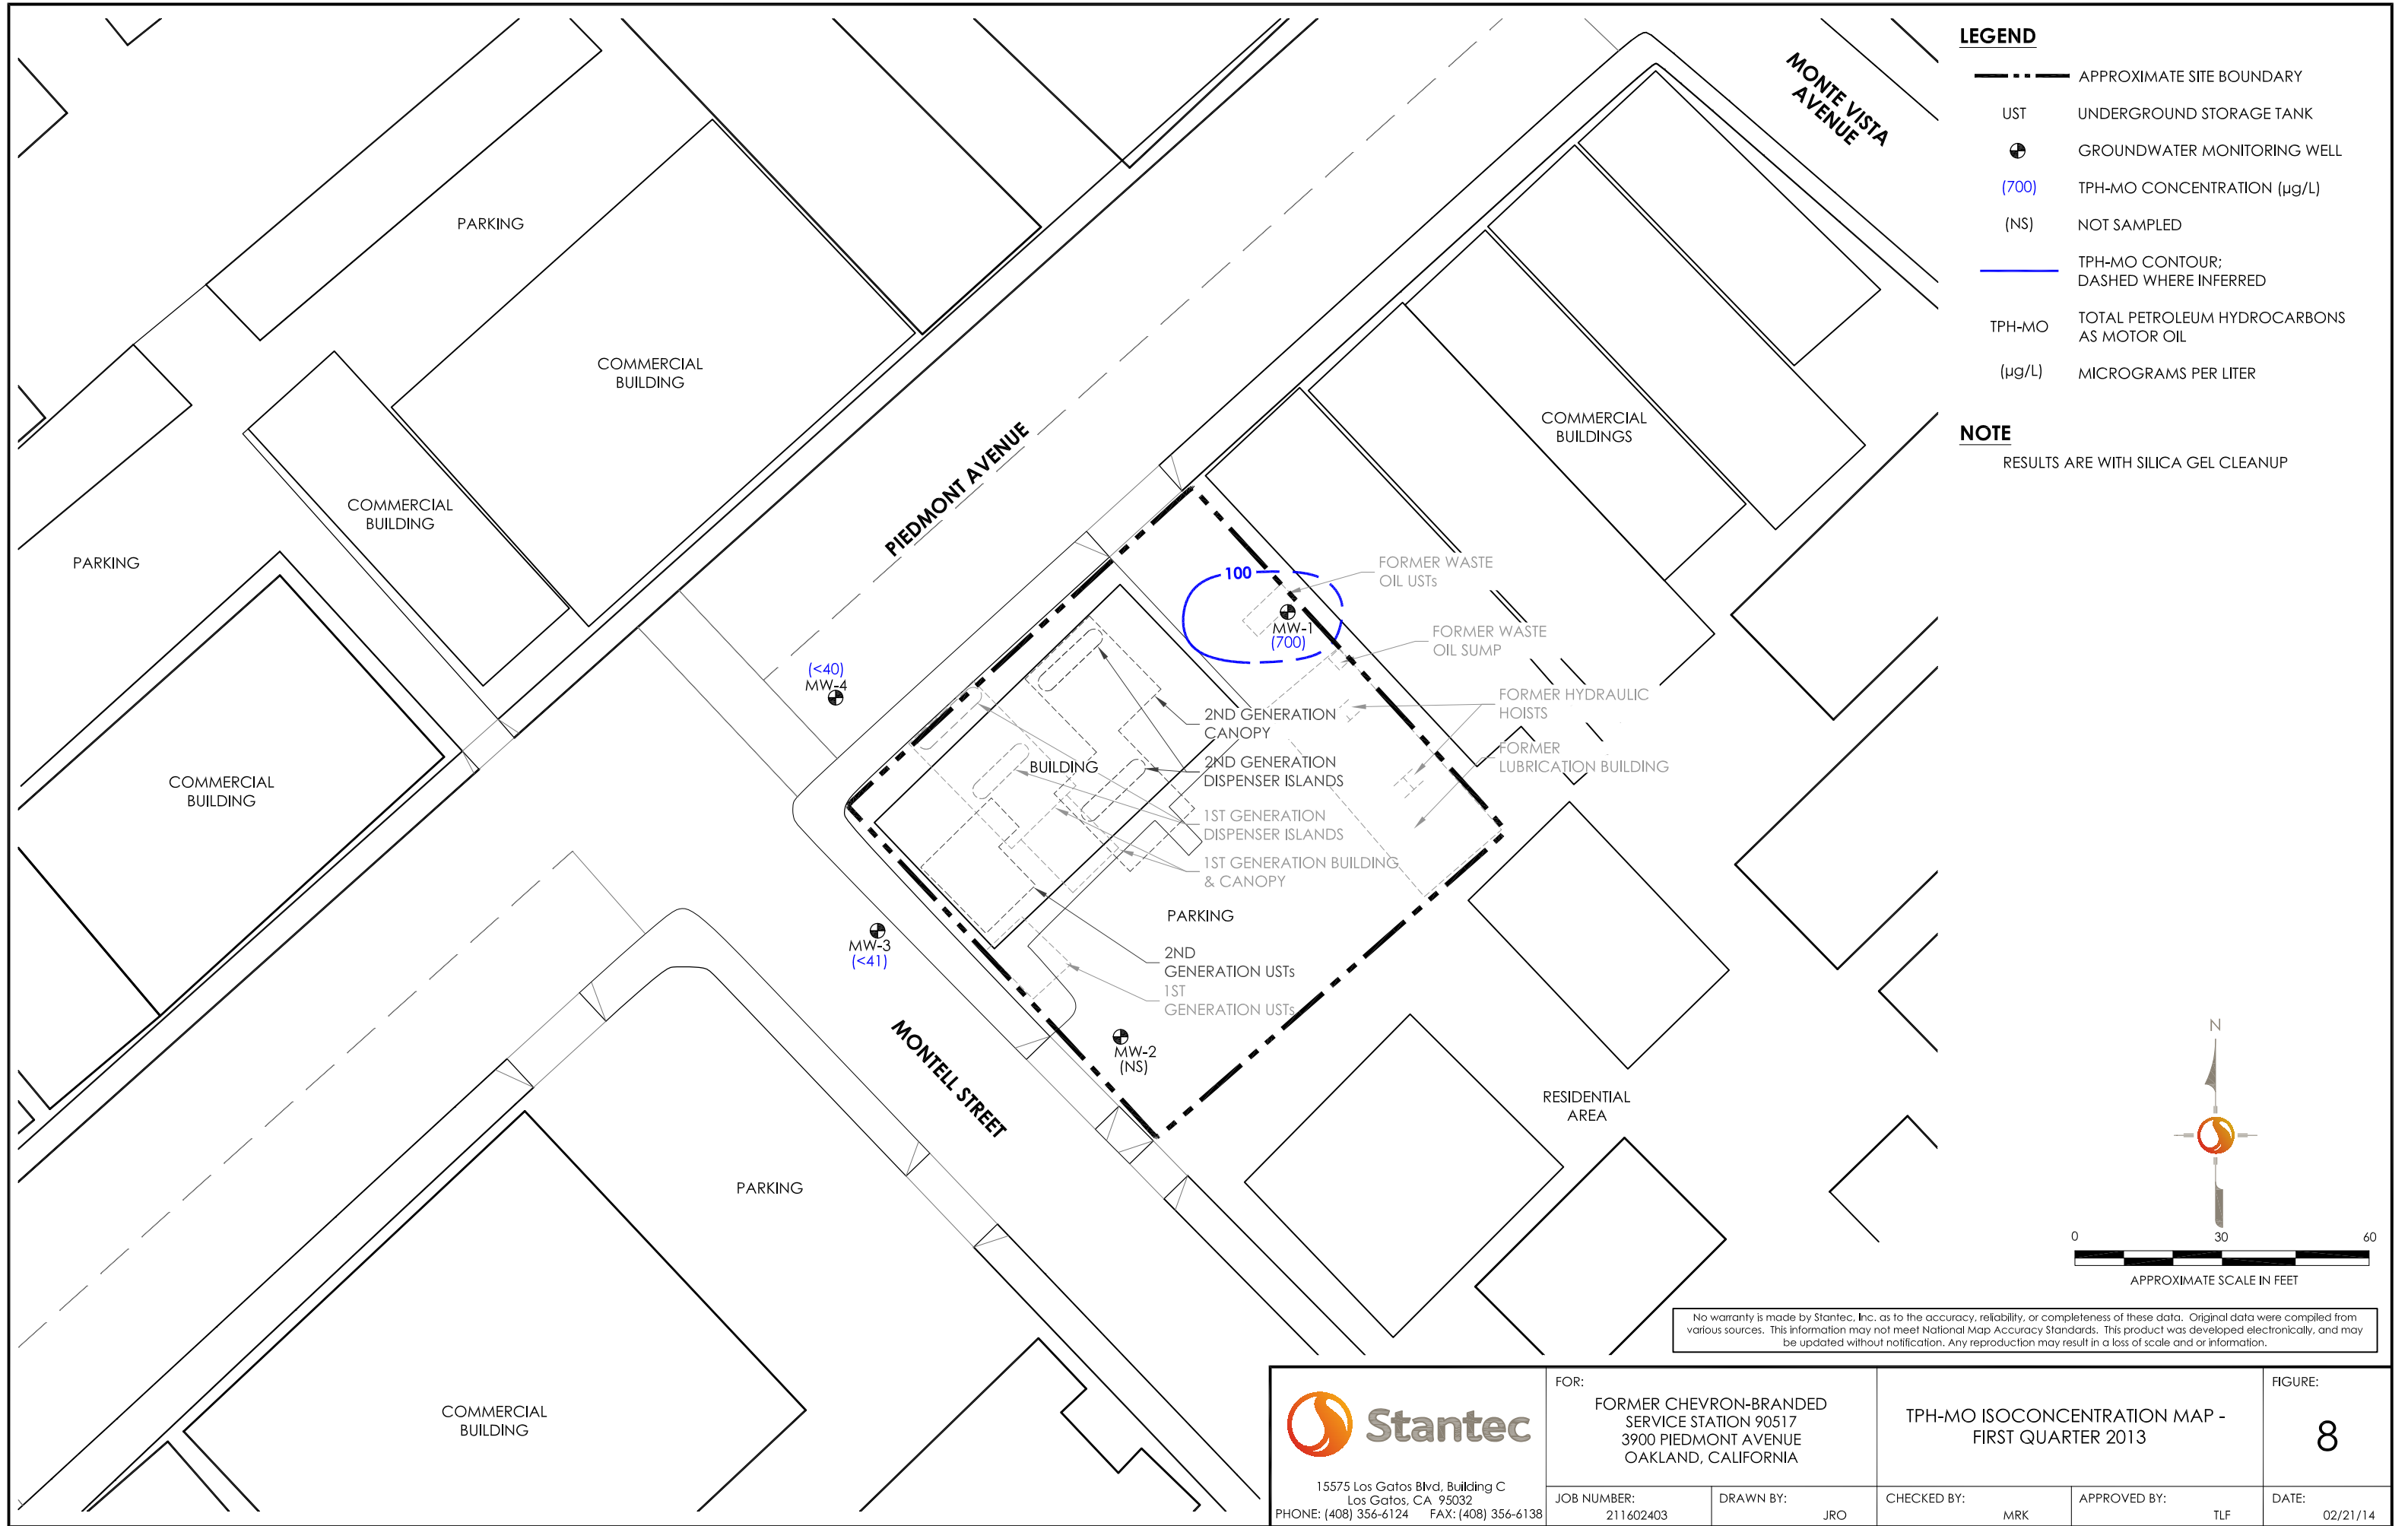 LEGEND
APPROXIMATE SITE BOUNDARY
UST UNDERGROUND STORAGE TANK
GROUNDWATER MONITORING WELL
(700) TPH-MO CONCENTRATION (µg/L)
(NS) NOT SAMPLED
TPH-MO CONTOUR;
DASHED WHERE INFERRED
TPH-MO TOTAL PETROLEUM HYDROCARBONS
AS MOTOR OIL
(µg/L) MICROGRAMS PER LITER
NOTE
RESULTS ARE WITH SILICA GEL CLEANUP
MONTE VISTA
AVENUE
PARKING
COMMERCIAL
BUILDING
COMMERCIAL
BUILDING
PARKING
COMMERCIAL
BUILDING
PIEDMONT AVENUE
COMMERCIAL
BUILDINGS
100
FORMER WASTE
OIL USTs
MW-1
(700)
FORMER WASTE
OIL SUMP
(<40)
MW-4
FORMER HYDRAULIC
HOISTS
2ND GENERATION
CANOPY
FORMER
LUBRICATION BUILDING
BUILDING
2ND GENERATION
DISPENSER ISLANDS
1ST GENERATION
DISPENSER ISLANDS
1ST GENERATION BUILDING
& CANOPY
PARKING
MW-3
(<41)
2ND
GENERATION USTs
1ST
GENERATION USTs
MW-2
(NS)
MONTELL STREET
RESIDENTIAL
AREA
PARKING
COMMERCIAL
BUILDING
N
0 30 60
APPROXIMATE SCALE IN FEET
No warranty is made by Stantec, Inc. as to the accuracy, reliability, or completeness of these data. Original data were compiled from
various sources. This information may not meet National Map Accuracy Standards. This product was developed electronically, and may
be updated without notification. Any reproduction may result in a loss of scale and or information.
Stantec
15575 Los Gatos Blvd, Building C
Los Gatos, CA 95032
PHONE: (408) 356-6124 FAX: (408) 356-6138
FOR:
FORMER CHEVRON-BRANDED
SERVICE STATION 90517
3900 PIEDMONT AVENUE
OAKLAND, CALIFORNIA
TPH-MO ISOCONCENTRATION MAP -
FIRST QUARTER 2013
FIGURE:
8
JOB NUMBER:
211602403
DRAWN BY:
JRO
CHECKED BY:
MRK
APPROVED BY:
TLF
DATE:
02/21/14